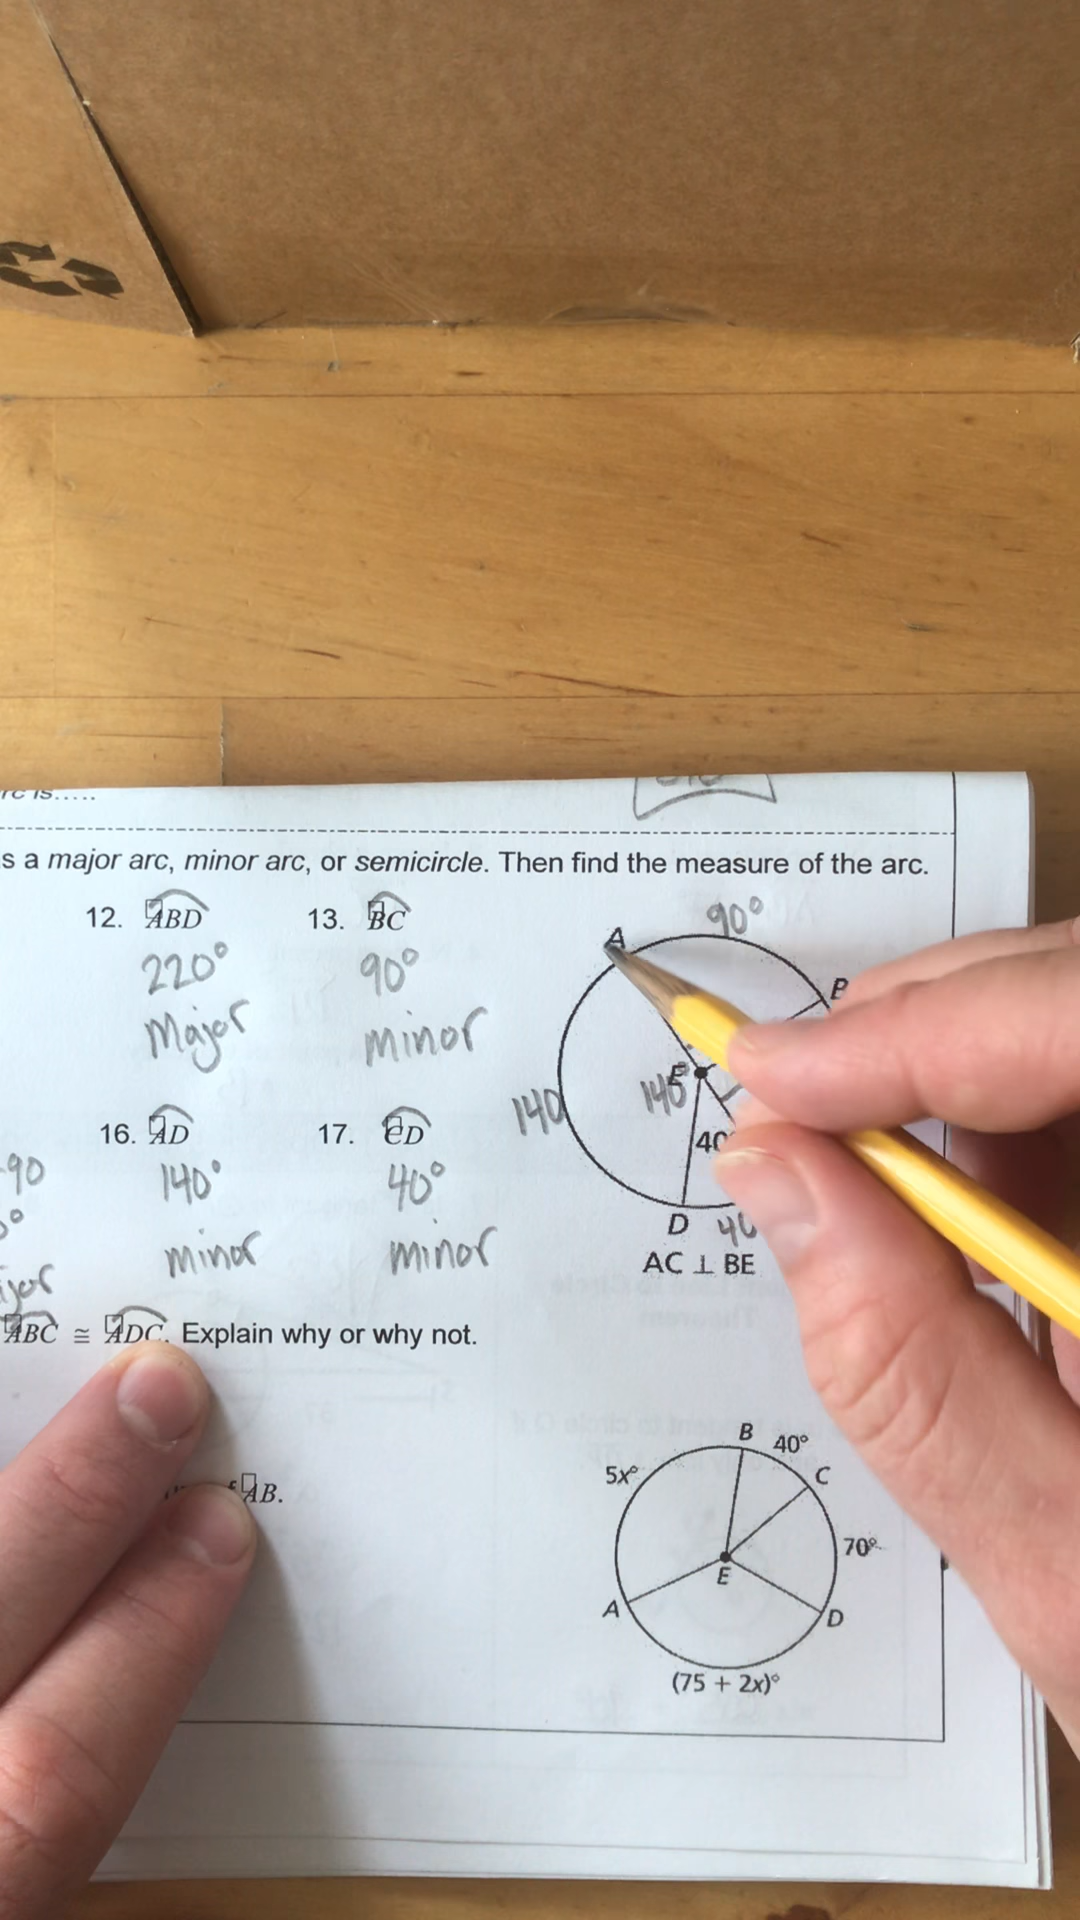 s a major arc, minor arc, or semicircle. Then find the measure of the arc.
12. ABD 13. BC
220° 90°
Major minor
16. AD 17. CD
-90 140° 40°
minor minor
ABC ≅ ADC. Explain why or why not.
AB.
90°
A
B
E
140
40
D
AC ⊥ BE
B 40°
5x° C
70°
E
A D
(75 + 2x)°